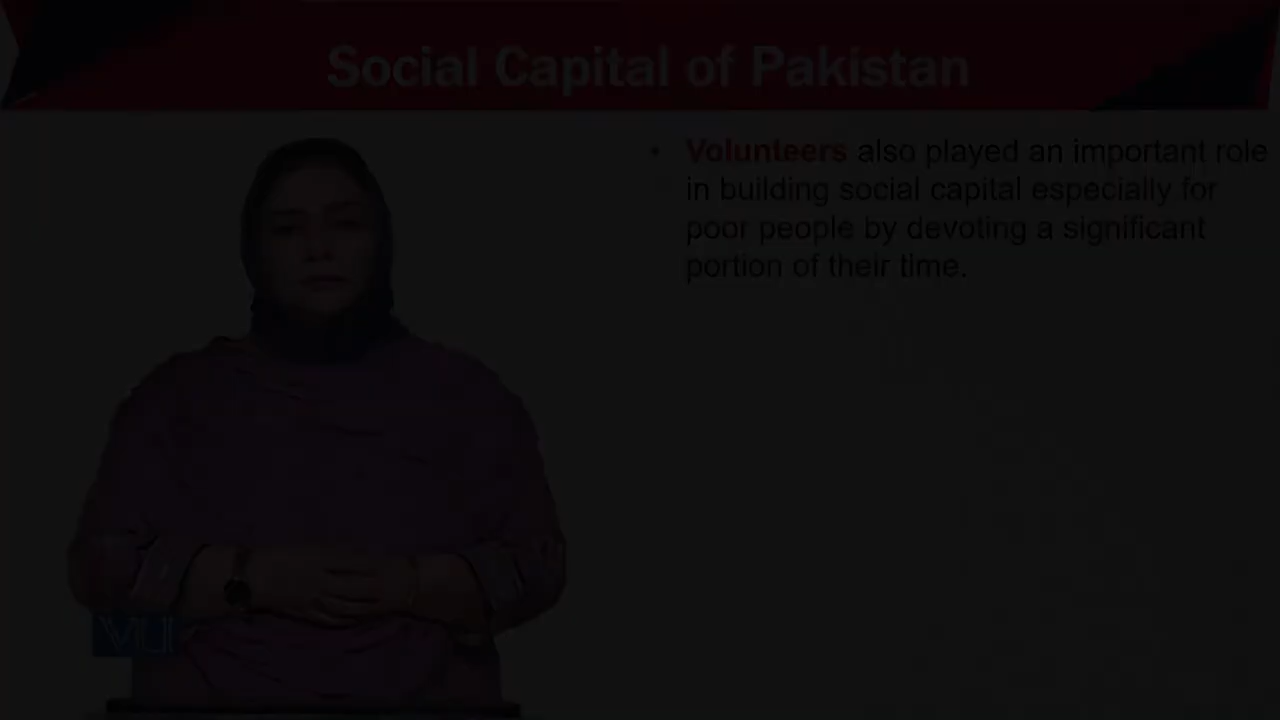 Social Capital of Pakistan
• Volunteers also played an important role
in building social capital especially for
poor people by devoting a significant
portion of their time.
VU